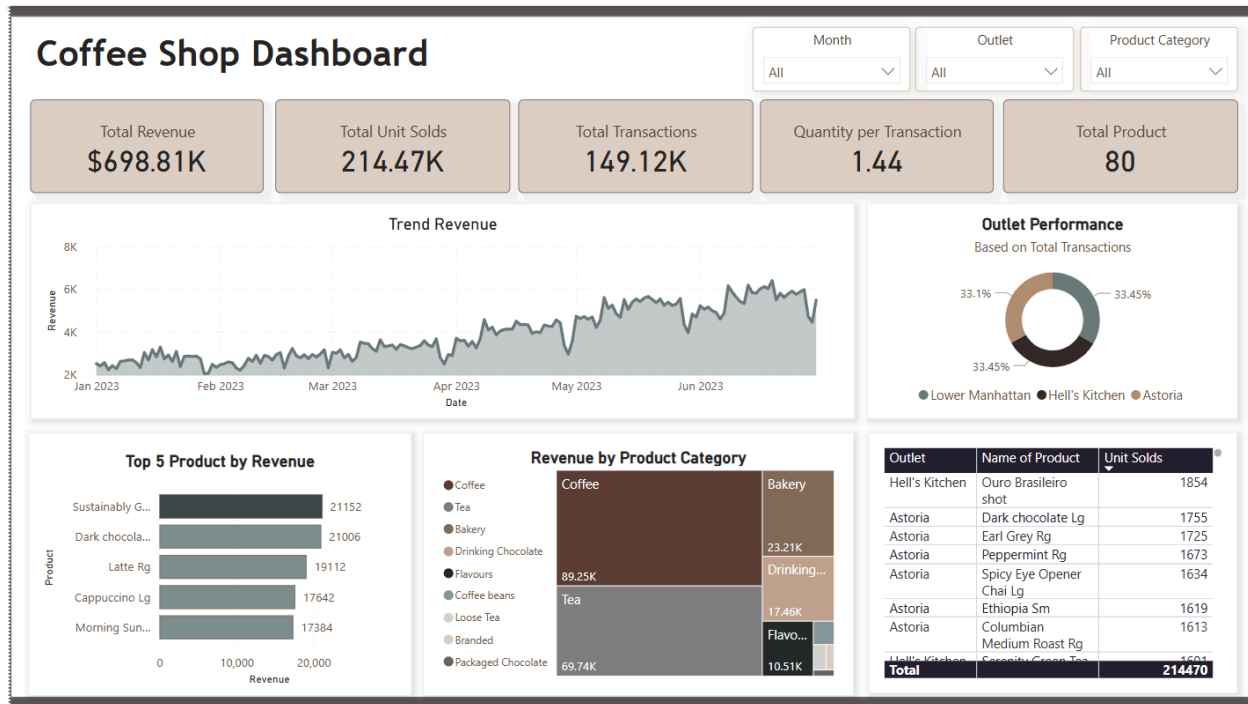 Coffee Shop Dashboard
Month
All
Outlet
All
Product Category
All
Total Revenue
$698.81K
Total Unit Solds
214.47K
Total Transactions
149.12K
Quantity per Transaction
1.44
Total Product
80
Trend Revenue
8K
6K
4K
2K
Revenue
Jan 2023
Feb 2023
Mar 2023
Apr 2023
May 2023
Jun 2023
Date
Outlet Performance
Based on Total Transactions
33.1%
33.45%
33.45%
Lower Manhattan
Hell's Kitchen
Astoria
Top 5 Product by Revenue
Product
Sustainably G...
21152
Dark chocola...
21006
Latte Rg
19112
Cappuccino Lg
17642
Morning Sun...
17384
0
10,000
20,000
Revenue
Revenue by Product Category
Coffee
Tea
Bakery
Drinking Chocolate
Flavours
Coffee beans
Loose Tea
Branded
Packaged Chocolate
Coffee
89.25K
Tea
69.74K
Bakery
23.21K
Drinking...
17.46K
Flavo...
10.51K
Outlet Name of Product Unit Solds
Hell's Kitchen Ouro Brasileiro 1854
shot
Astoria Dark chocolate Lg 1755
Astoria Earl Grey Rg 1725
Astoria Peppermint Rg 1673
Astoria Spicy Eye Opener 1634
Chai Lg
Astoria Ethiopia Sm 1619
Astoria Columbian 1613
Medium Roast Rg
Hell's Kitchen Serenity Green Tea 1601
Total 214470